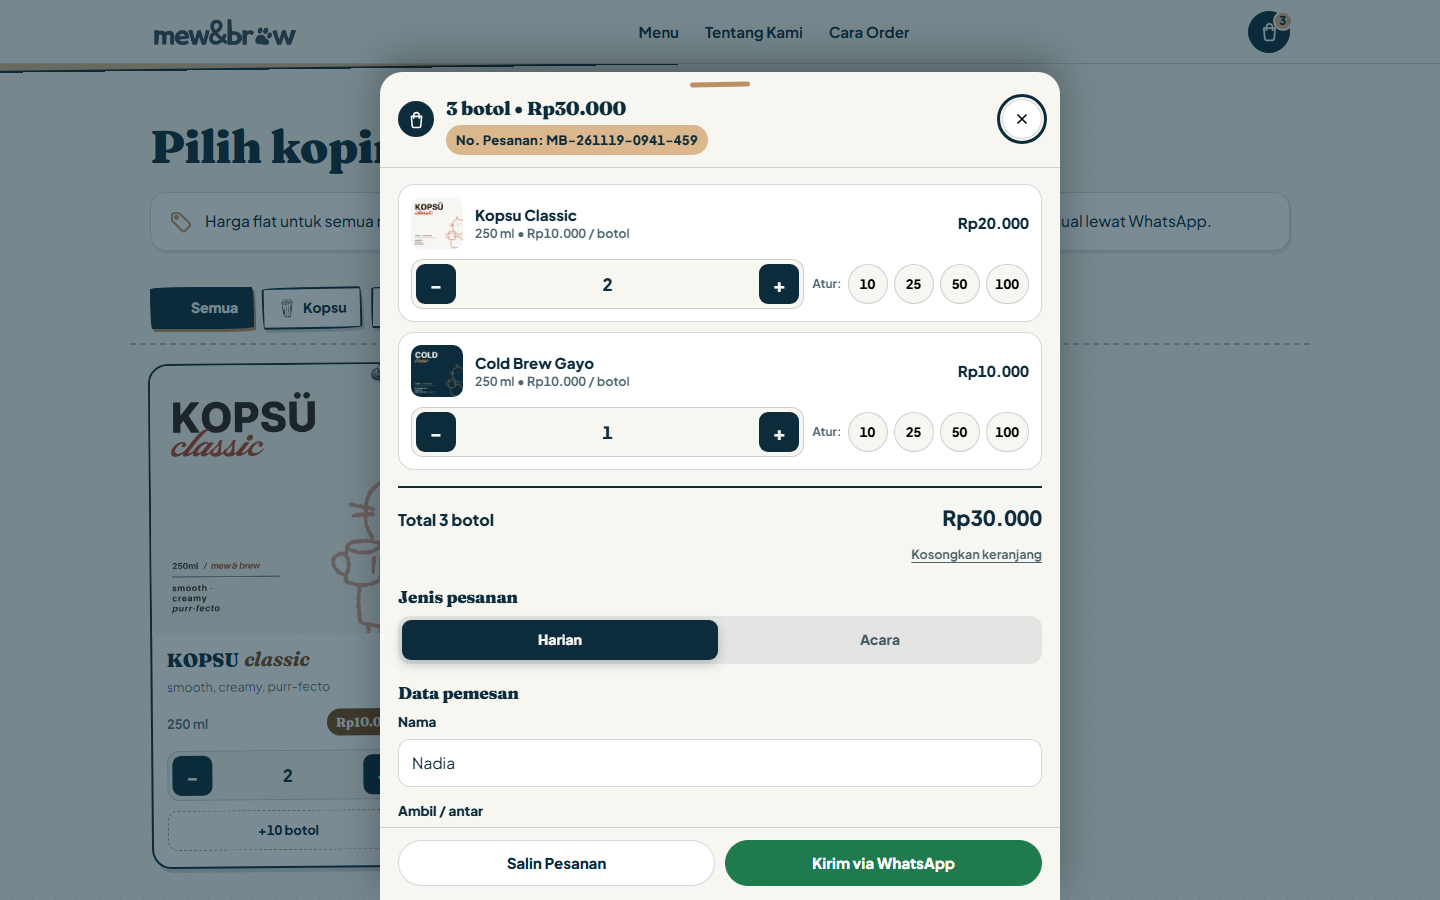 mew&brew
Menu
Tentang Kami
Cara Order
3
Pilih kopi
Harga flat untuk semua
ual lewat WhatsApp.
Semua
Kopsu
KOPSÜ
classic
250ml / mew & brew
smooth -
creamy
purr-fecto
KOPSU classic
smooth, creamy, purr-fecto
250 ml
Rp10.0
–
2
+10 botol
3 botol • Rp30.000
No. Pesanan: MB-261119-0941-459
×
KOPSÜ
classic
Kopsu Classic
250 ml • Rp10.000 / botol
Rp20.000
–
2
+
Atur:
10
25
50
100
COLD
Cold Brew Gayo
250 ml • Rp10.000 / botol
Rp10.000
–
1
+
Atur:
10
25
50
100
Total 3 botol
Rp30.000
Kosongkan keranjang
Jenis pesanan
Harian
Acara
Data pemesan
Nama
Nadia
Ambil / antar
Salin Pesanan
Kirim via WhatsApp